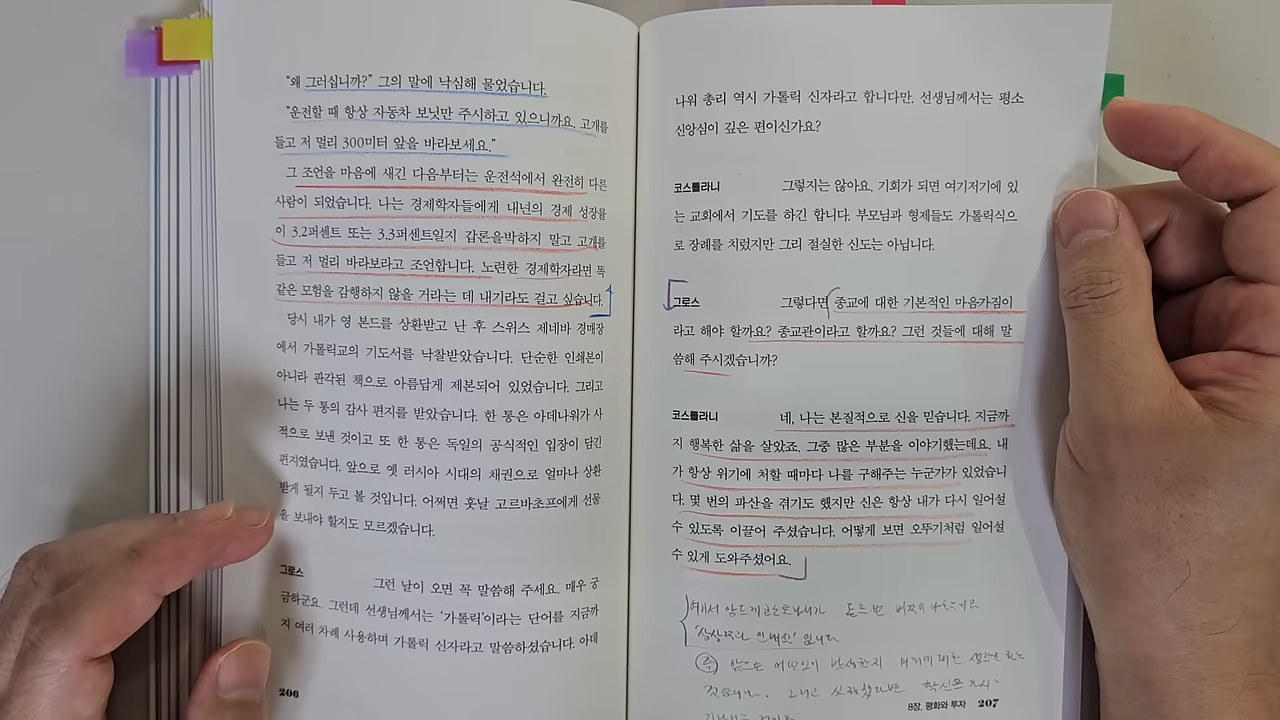 “왜 그러십니까?” 그의 말에 낙심해 물었습니다.
“운전할 때 항상 자동차 보닛만 주시하고 있으니까요. 고개를
들고 저 멀리 300미터 앞을 바라보세요.”
그 조언을 마음에 새긴 다음부터는 운전석에서 완전히 다른
사람이 되었습니다. 나는 경제학자들에게 내년의 경제 성장률
이 3.2퍼센트 또는 3.3퍼센트일지 갑론을박하지 말고 고개를
들고 저 멀리 바라보라고 조언합니다. 노련한 경제학자라면 똑
같은 모험을 감행하지 않을 거라는 데 내기라도 걸고 싶습니다.
당시 내가 영 본드를 상환받고 난 후 스위스 제네바 경매장
에서 가톨릭교의 기도서를 낙찰받았습니다. 단순한 인쇄본이
아니라 판각된 책으로 아름답게 제본되어 있었습니다. 그리고
나는 두 통의 감사 편지를 받았습니다. 한 통은 아데나워가 사
적으로 보낸 것이고 또 한 통은 독일의 공식적인 입장이 담긴
편지였습니다. 앞으로 옛 러시아 시대의 채권으로 얼마나 상환
받게 될지 두고 볼 것입니다. 어쩌면 훗날 고르바초프에게 선물
을 보내야 할지도 모르겠습니다.
그로스 그런 날이 오면 꼭 말씀해 주세요. 매우 궁
금하군요. 그런데 선생님께서는 ‘가톨릭’이라는 단어를 지금까
지 여러 차례 사용하며 가톨릭 신자라고 말씀하셨습니다. 아데
206
나워 총리 역시 가톨릭 신자라고 합니다만, 선생님께서는 평소
신앙심이 깊은 편이신가요?
코스톨라니 그렇지는 않아요. 기회가 되면 여기저기에 있
는 교회에서 기도를 하긴 합니다. 부모님과 형제들도 가톨릭식으
로 장례를 치렀지만 그리 절실한 신도는 아닙니다.
그로스 그렇다면 종교에 대한 기본적인 마음가짐이
라고 해야 할까요? 종교관이라고 할까요? 그런 것들에 대해 말
씀해 주시겠습니까?
코스톨라니 네, 나는 본질적으로 신을 믿습니다. 지금까
지 행복한 삶을 살았죠. 그중 많은 부분을 이야기했는데요. 내
가 항상 위기에 처할 때마다 나를 구해주는 누군가가 있었습니
다. 몇 번의 파산을 겪기도 했지만 신은 항상 내가 다시 일어설
수 있도록 이끌어 주셨습니다. 어떻게 보면 오뚜기처럼 일어설
수 있게 도와주셨어요.
여기서 앙드레 코스톨라니가
입니다
8장. 평화와 투자 207